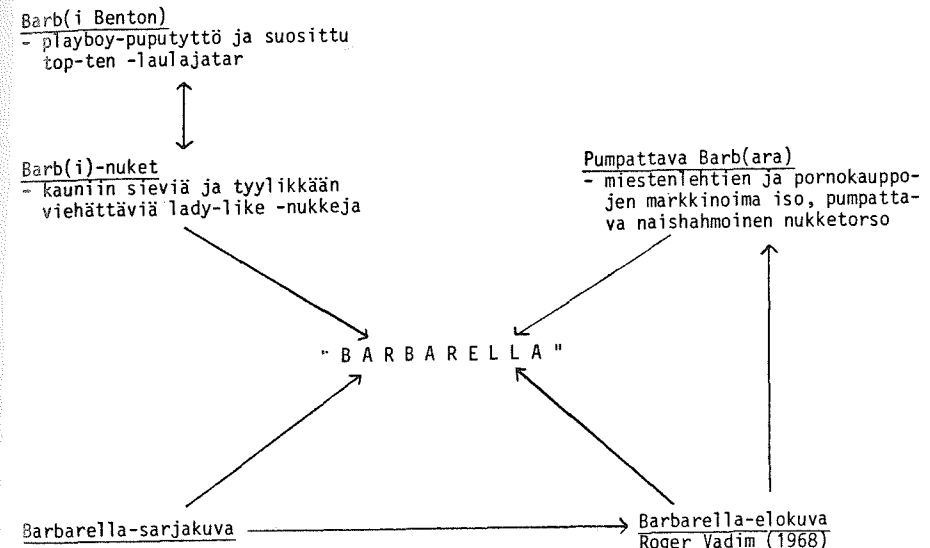 Barb(i Benton)
- playboy-puputyttö ja suosittu
top-ten -laulajatar
Barb(i)-nuket
- kauniin sieviä ja tyylikkään
viehättäviä lady-like -nukkeja
Pumpattava Barb(ara)
- miestenlehtien ja pornokauppo-
jen markkinoima iso, pumpatta-
va naishahmoinen nukketorso
"BARBARELLA"
Barbarella-sarjakuva
Barbarella-elokuva
Roger Vadim (1968)